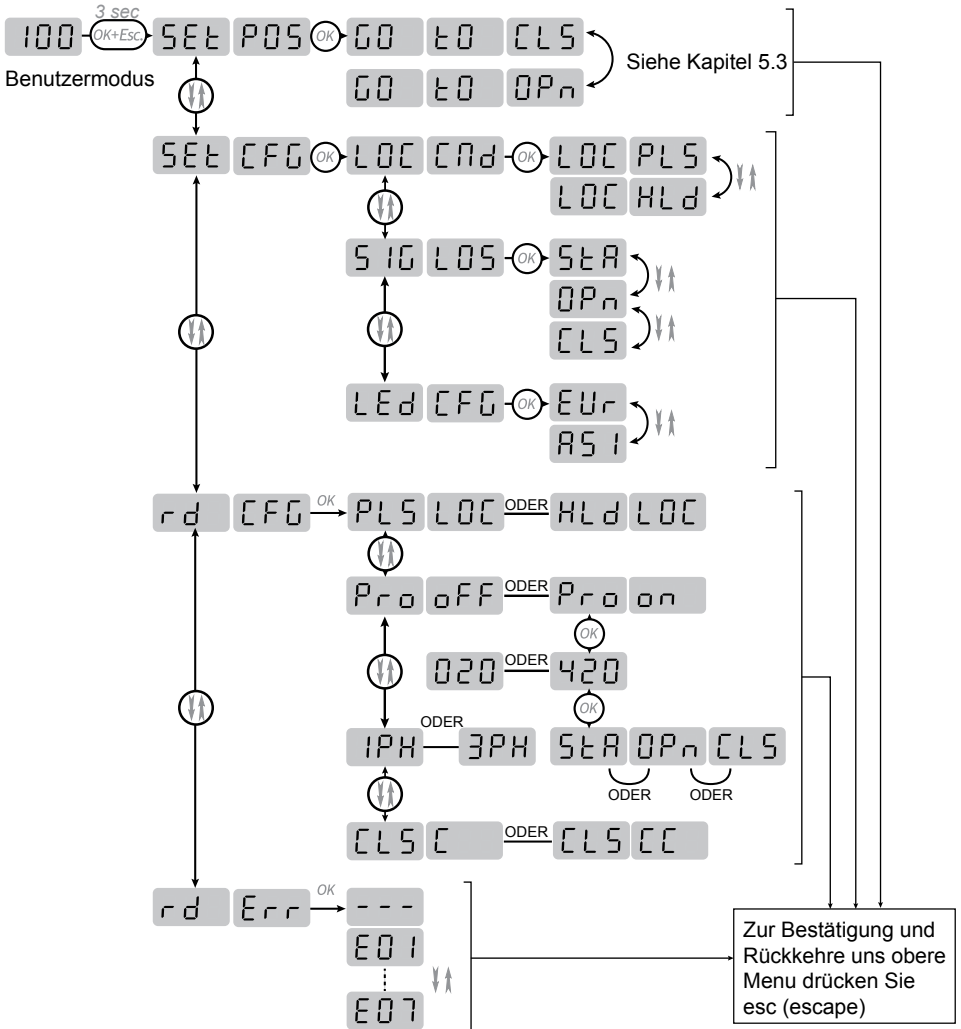 3 sec
100 OK+Esc. SEt POS OK GO tO CLS
Benutzermodus
GO tO OPn
Siehe Kapitel 5.3
SEt CFG OK LOC CMd OK LOC PLS
LOC HLd
SIG LOS OK StA
OPn
CLS
LEd CFG OK EUr
ASI
rd CFG OK PLS LOC ODER HLd LOC
Pro oFF ODER Pro on
OK
020 ODER 420
OK
1PH ODER 3PH StA OPn CLS
ODER ODER
CLS C ODER CLS CC
rd Err OK ---
E01
E07
Zur Bestätigung und
Rückkehre uns obere
Menu drücken Sie
esc (escape)